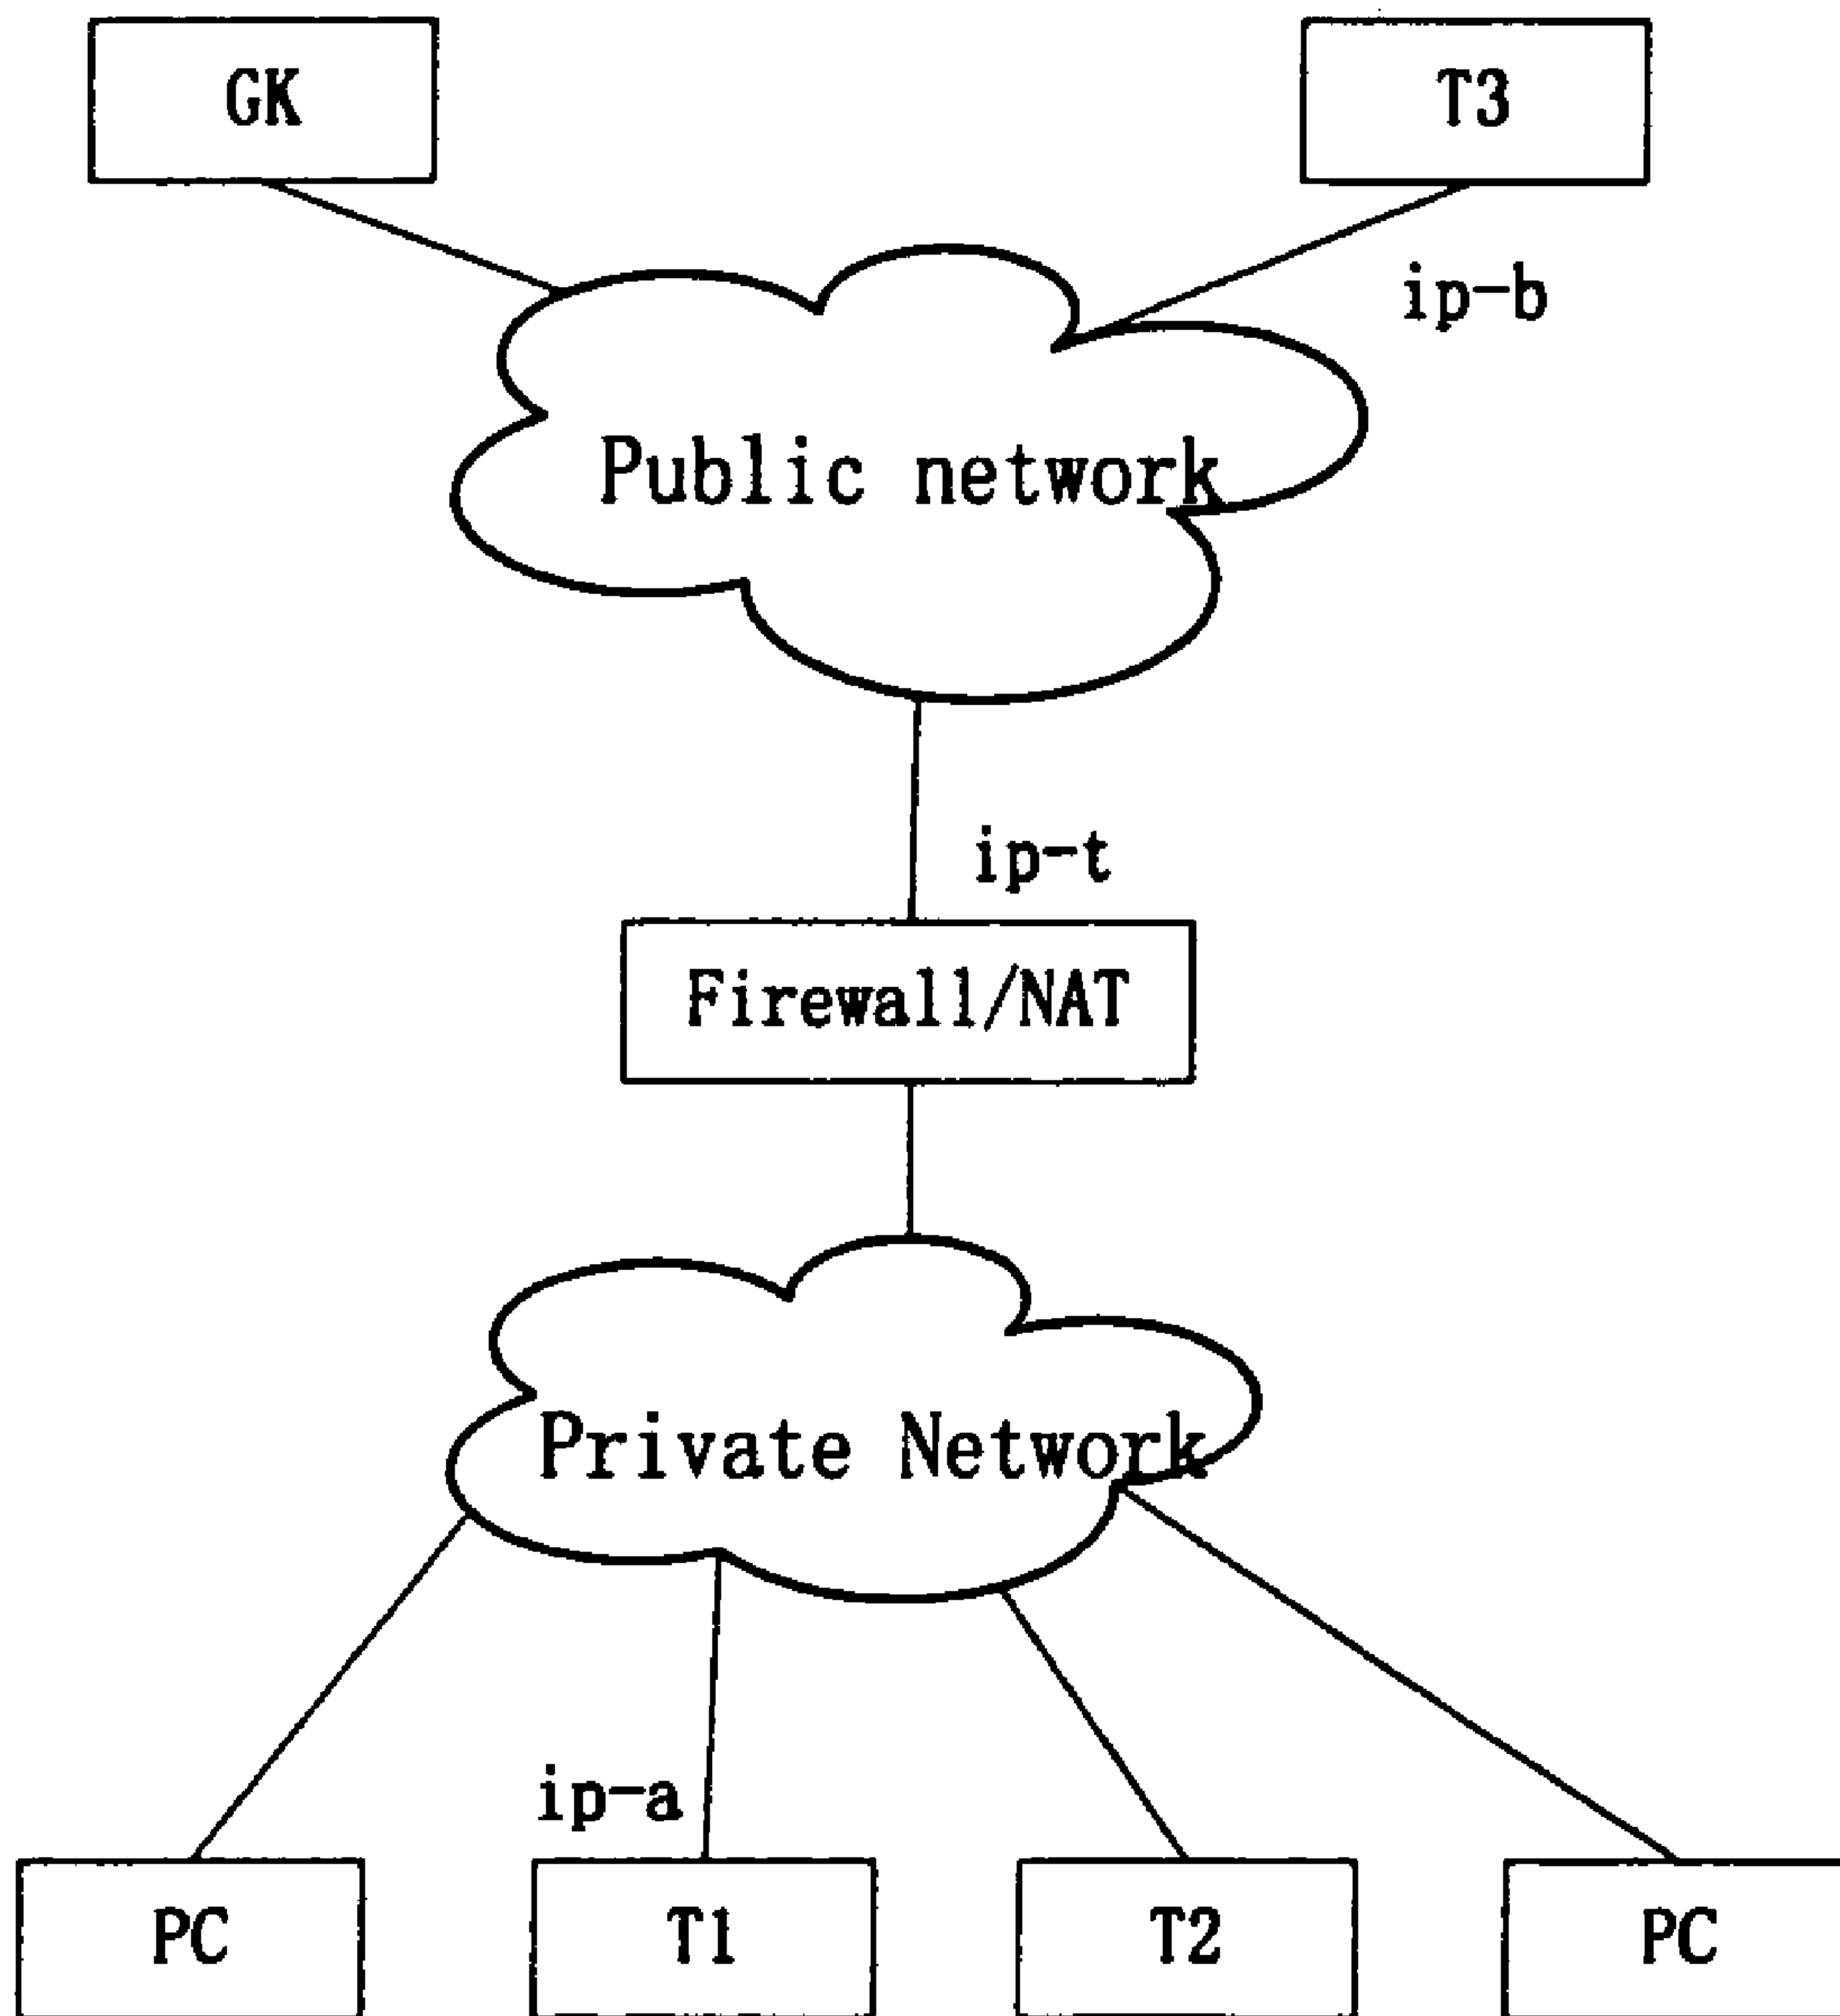 GK
T3
ip-b
Public network
ip-t
Firewall/NAT
Private Network
ip-a
PC
T1
T2
PC